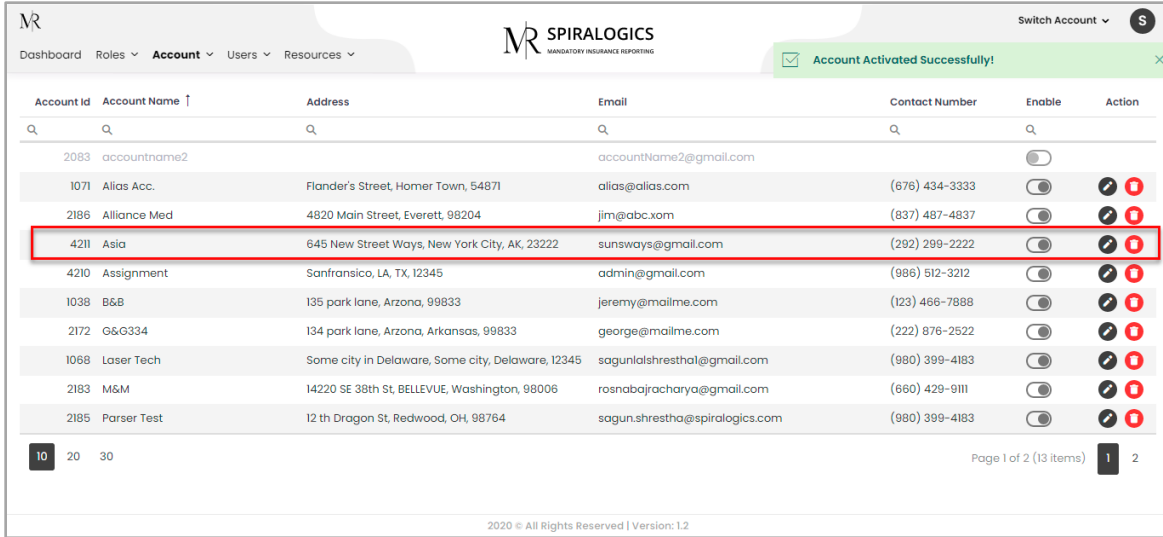 MR
Switch Account
S
SPIRALOGICS
MR
MANDATORY INSURANCE REPORTING
Dashboard Roles Account Users Resources
Account Activated Successfully!
Account Id Account Name Address Email Contact Number Enable Action
2083 accountname2 accountName2@gmail.com
1071 Alias Acc. Flander's Street, Homer Town, 54871 alias@alias.com (676) 434-3333
2186 Alliance Med 4820 Main Street, Everett, 98204 jim@abc.xom (837) 487-4837
4211 Asia 645 New Street Ways, New York City, AK, 23222 sunsways@gmail.com (292) 299-2222
4210 Assignment Sanfransico, LA, TX, 12345 admin@gmail.com (986) 512-3212
1038 B&B 135 park lane, Arzona, 99833 jeremy@mailme.com (123) 466-7888
2172 G&G334 134 park lane, Arzona, Arkansas, 99833 george@mailme.com (222) 876-2522
1068 Laser Tech Some city in Delaware, Some city, Delaware, 12345 sagunlalshrestha1@gmail.com (980) 399-4183
2183 M&M 14220 SE 38th St, BELLEVUE, Washington, 98006 rosnabajracharya@gmail.com (660) 429-9111
2185 Parser Test 12 th Dragon St, Redwood, OH, 98764 sagun.shrestha@spiralogics.com (980) 399-4183
10 20 30 Page 1 of 2 (13 items) 1 2
2020 © All Rights Reserved | Version: 1.2